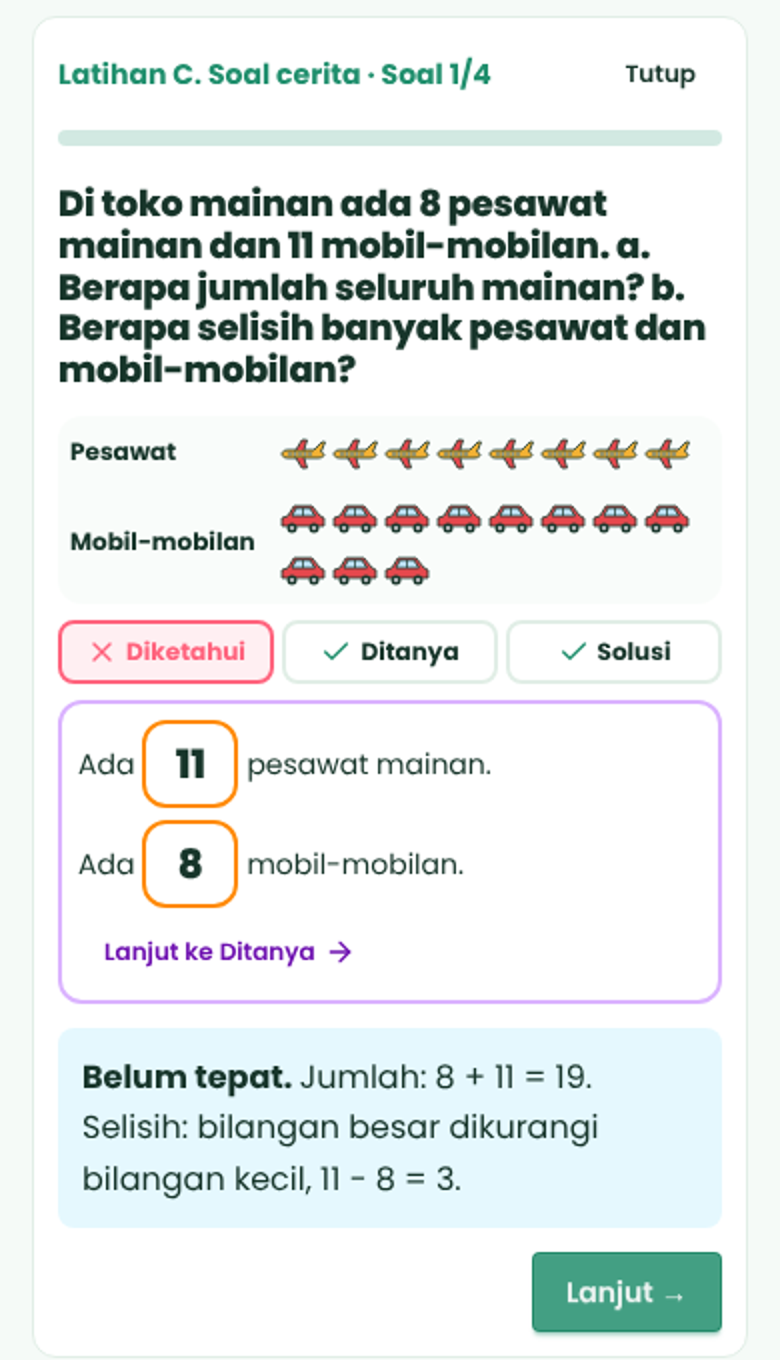 Latihan C. Soal cerita · Soal 1/4
Tutup
Di toko mainan ada 8 pesawat
mainan dan 11 mobil-mobilan. a.
Berapa jumlah seluruh mainan? b.
Berapa selisih banyak pesawat dan
mobil-mobilan?
Pesawat
Mobil-mobilan
Diketahui
Ditanya
Solusi
Ada 11 pesawat mainan.
Ada 8 mobil-mobilan.
Lanjut ke Ditanya →
Belum tepat. Jumlah: 8 + 11 = 19.
Selisih: bilangan besar dikurangi
bilangan kecil, 11 - 8 = 3.
Lanjut →